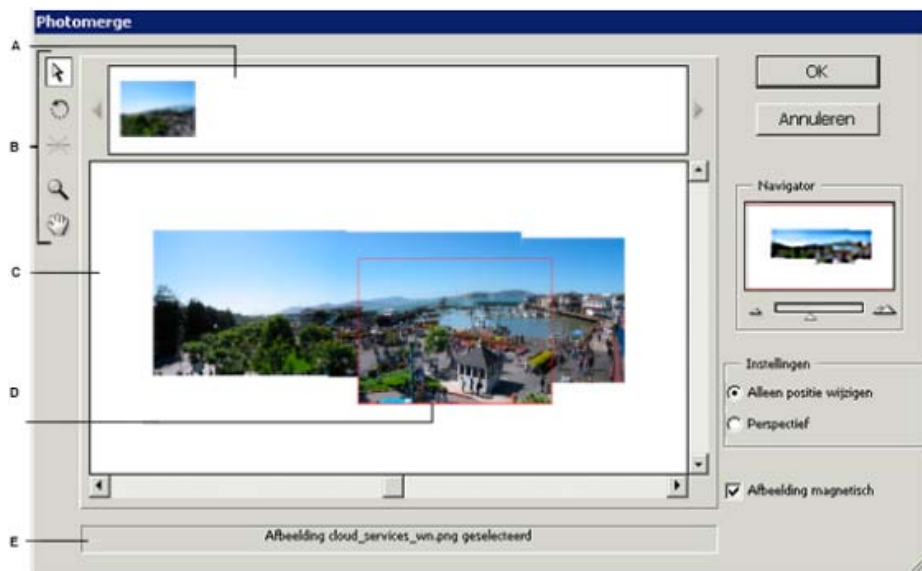 Photomerge
A
B
C
D
E
OK
Annuleren
Navigator
Instellingen
Alleen positie wijzigen
Perspectief
Afbeelding magnetisch
Afbeelding cloud_services_wn.png geselecteerd